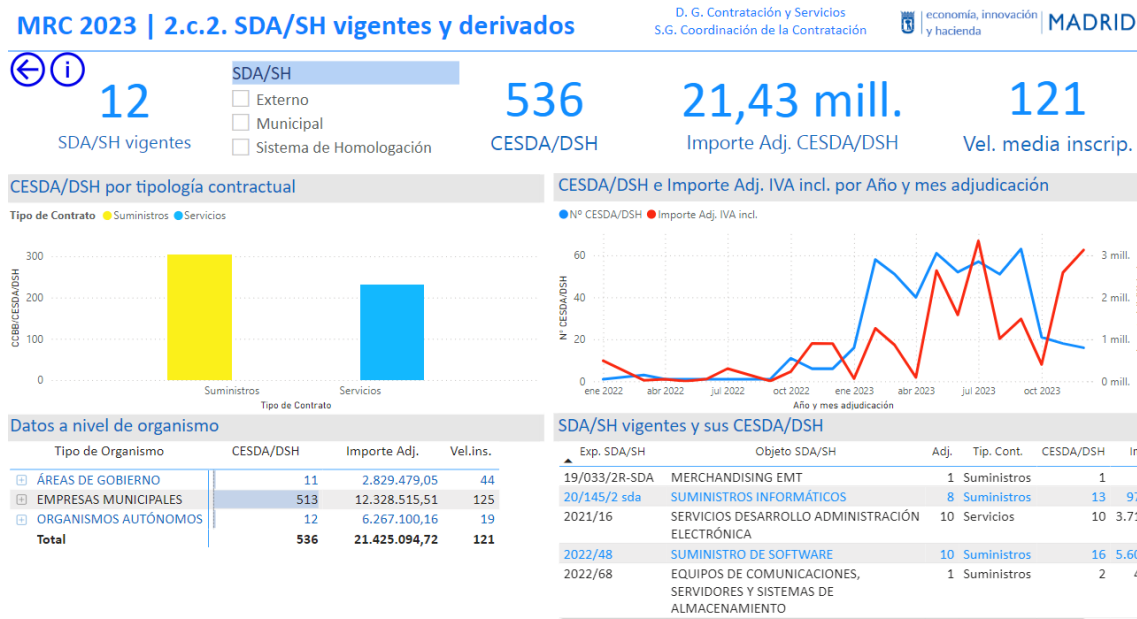 MRC 2023 | 2.c.2. SDA/SH vigentes y derivados
D. G. Contratación y Servicios
S.G. Coordinación de la Contratación
economía, innovación
y hacienda
MADRID
12
SDA/SH vigentes
SDA/SH
Externo
Municipal
Sistema de Homologación
536
CESDA/DSH
21,43 mill.
Importe Adj. CESDA/DSH
121
Vel. media inscrip.
CESDA/DSH por tipología contractual
Tipo de Contrato Suministros Servicios
300
200
100
0
CCBB/CESDA/DSH
Suministros Servicios
Tipo de Contrato
CESDA/DSH e Importe Adj. IVA incl. por Año y mes adjudicación
Nº CESDA/DSH Importe Adj. IVA incl.
60
40
20
0
Nº CESDA/DSH
3 mill.
2 mill.
1 mill.
0 mill.
ene 2022 abr 2022 jul 2022 oct 2022 ene 2023 abr 2023 jul 2023 oct 2023
Año y mes adjudicación
Datos a nivel de organismo
Tipo de Organismo CESDA/DSH Importe Adj. Vel.ins.
ÁREAS DE GOBIERNO 11 2.829.479,05 44
EMPRESAS MUNICIPALES 513 12.328.515,51 125
ORGANISMOS AUTÓNOMOS 12 6.267.100,16 19
Total 536 21.425.094,72 121
SDA/SH vigentes y sus CESDA/DSH
Exp. SDA/SH Objeto SDA/SH Adj. Tip. Cont. CESDA/DSH
19/033/2R-SDA MERCHANDISING EMT 1 Suministros 1
20/145/2 sda SUMINISTROS INFORMÁTICOS 8 Suministros 13 97
2021/16 SERVICIOS DESARROLLO ADMINISTRACIÓN 10 Servicios 10 3.71
ELECTRÓNICA
2022/48 SUMINISTRO DE SOFTWARE 10 Suministros 16 5.60
2022/68 EQUIPOS DE COMUNICACIONES, 1 Suministros 2
SERVIDORES Y SISTEMAS DE
ALMACENAMIENTO